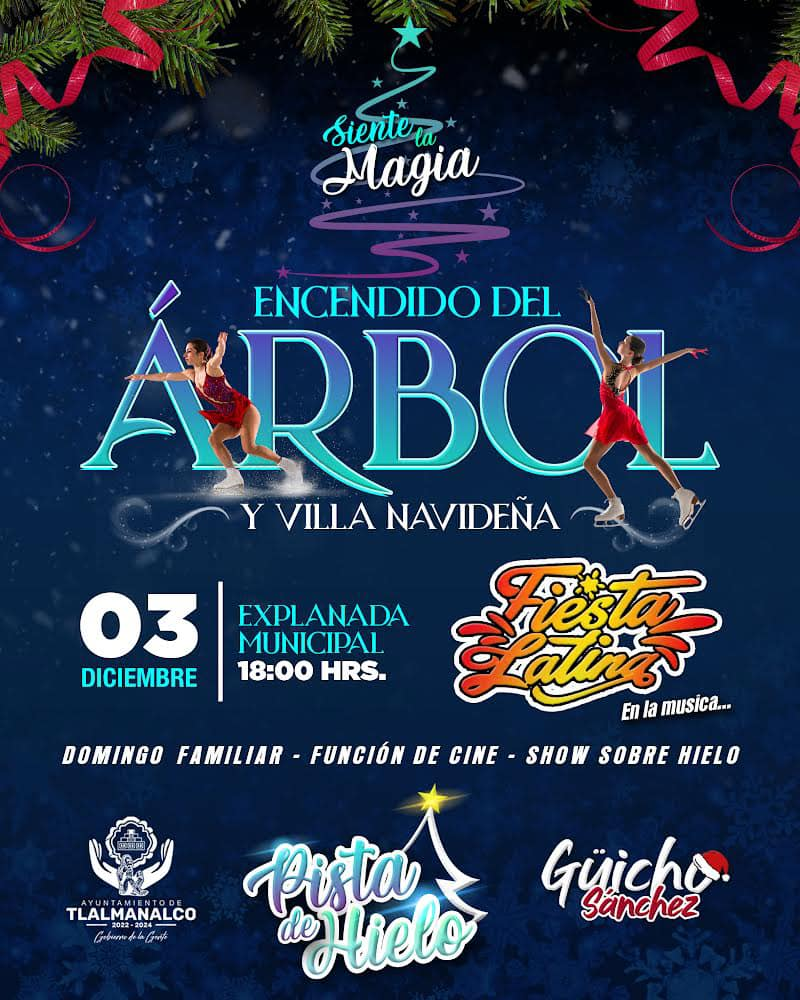 Siente la
Magia
ENCENDIDO DEL
ÁRBOL
Y VILLA NAVIDEÑA
03
DICIEMBRE
EXPLANADA
MUNICIPAL
18:00 HRS.
Fiesta
Latina
En la musica...
DOMINGO FAMILIAR - FUNCIÓN DE CINE - SHOW SOBRE HIELO
AYUNTAMIENTO DE
TLALMANALCO
2022 - 2024
Gobierno de la Gente
Pista
de Hielo
Güicho
Sánchez